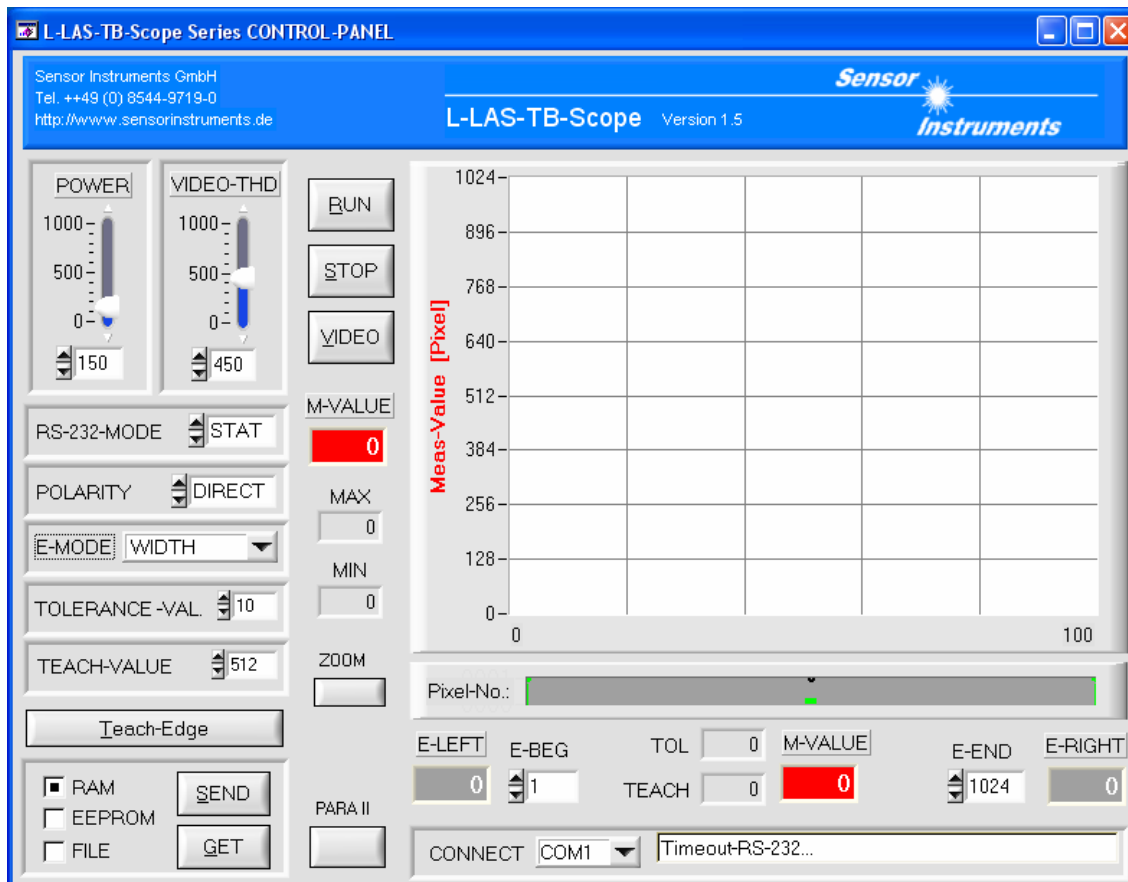 L-LAS-TB-Scope Series CONTROL-PANEL
Sensor Instruments GmbH
Tel. ++49 (0) 8544-9719-0
http://www.sensorinstruments.de
L-LAS-TB-Scope Version 1.5
Sensor
Instruments
POWER
1000
500
0
150
VIDEO-THD
1000
500
0
450
RS-232-MODE STAT
POLARITY DIRECT
E-MODE WIDTH
TOLERANCE -VAL. 10
TEACH-VALUE 512
Teach-Edge
RAM
EEPROM
FILE
SEND
GET
RUN
STOP
VIDEO
M-VALUE
0
MAX
0
MIN
0
ZOOM
PARA II
Meas-Value [Pixel]
1024
896
768
640
512
384
256
128
0
0 100
Pixel-No.:
E-LEFT
0
E-BEG
1
TOL 0
TEACH 0
M-VALUE
0
E-END
1024
E-RIGHT
0
CONNECT COM1 Timeout-RS-232...